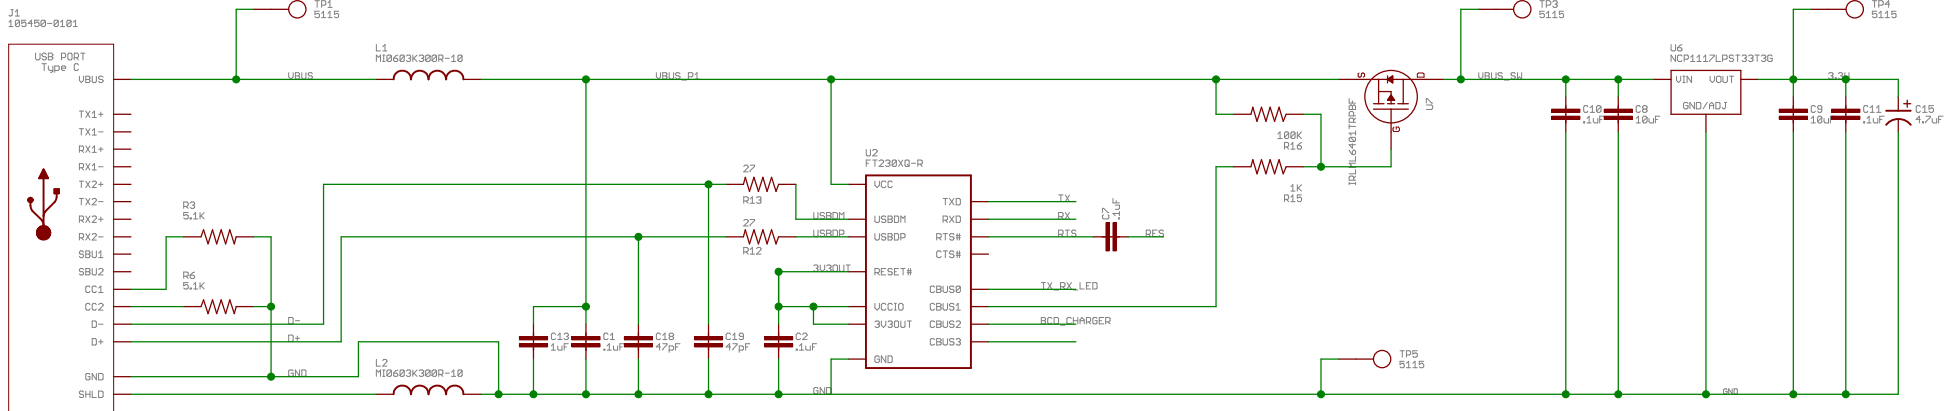 J1
105450-0101
USB PORT
Type C
VBUS
TX1+
TX1-
RX1+
RX1-
TX2+
TX2-
RX2+
RX2-
SBU1
SBU2
CC1
CC2
D-
D+
GND
SHLD
TP1
5115
VBUS
L1
MI0603K300R-10
VBUS_P1
R3
5.1K
R6
5.1K
D-
D+
GND
L2
MI0603K300R-10
C13
1uF
C1
.1uF
C18
47pF
C19
47pF
C2
.1uF
27
R13
27
R12
USBDM
USBDP
3V3OUT
GND
U2
FT230XQ-R
VCC
USBDM
USBDP
RESET#
VCCIO
3V3OUT
GND
TXD
RXD
RTS#
CTS#
CBUS0
CBUS1
CBUS2
CBUS3
TX
RX
RTS
C7
.1uF
RES
TX_RX_LED
BCD_CHARGER
100K
R16
1K
R15
S
D
G
U7
IRLML6401TRPBF
TP3
5115
VBUS_SW
C10
.1uF
C8
10uF
U6
NCP1117LPST33T3G
VIN
VOUT
GND/ADJ
TP4
5115
3.3V
C9
10uF
C11
.1uF
+
C15
4.7uF
TP5
5115
GND